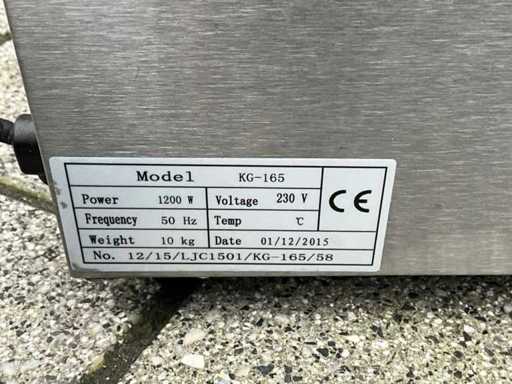 Model KG-165
Power 1200 W Voltage 230 V
Frequency 50 Hz Temp ℃
Weight 10 kg Date 01/12/2015
No. 12/15/LJC1501/KG-165/58
CE